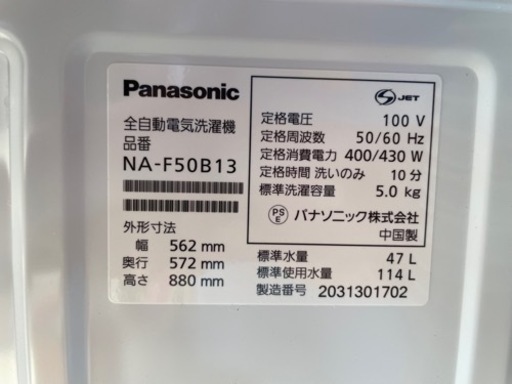 Panasonic
全自動電気洗濯機
品番
NA-F50B13
外形寸法
幅 562 mm
奥行 572 mm
高さ 880 mm
S JET
定格電圧 100 V
定格周波数 50/60 Hz
定格消費電力 400/430 W
定格時間 洗いのみ 10 分
標準洗濯容量 5.0 kg
PS E パナソニック株式会社
中国製
標準水量 47 L
標準使用水量 114 L
製造番号 2031301702